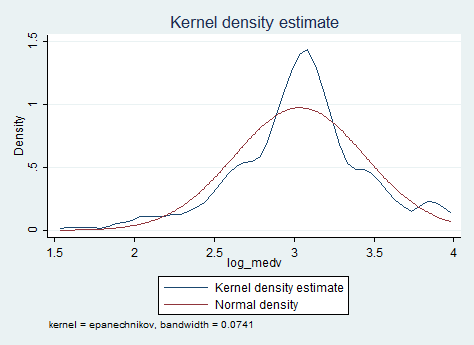 Kernel density estimate
1.5
1
.5
0
Density
1.5 2 2.5 3 3.5 4
log_medv
Kernel density estimate
Normal density
kernel = epanechnikov, bandwidth = 0.0741